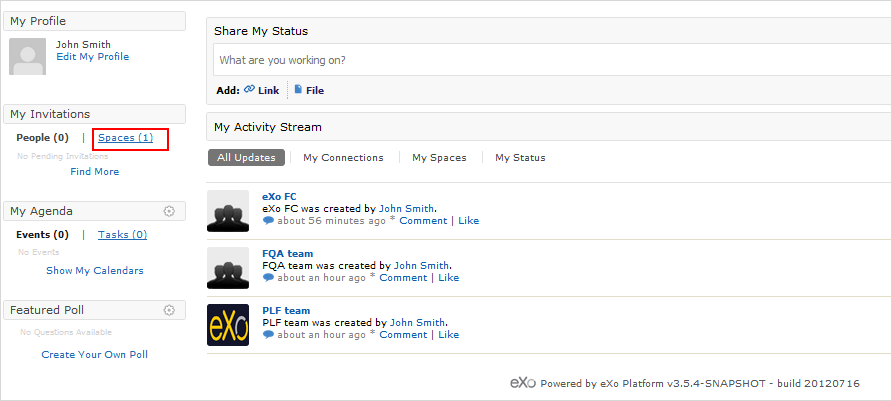 My Profile
John Smith
Edit My Profile
My Invitations
People (0) | Spaces (1)
No Pending Invitations
Find More
My Agenda
Events (0) | Tasks (0)
No Events
Show My Calendars
Featured Poll
No Questions Available
Create Your Own Poll
Share My Status
What are you working on?
Add: Link File
My Activity Stream
All Updates | My Connections | My Spaces | My Status
eXo FC
eXo FC was created by John Smith.
about 56 minutes ago * Comment | Like
FQA team
FQA team was created by John Smith.
about an hour ago * Comment | Like
eXo
PLF team
PLF team was created by John Smith.
about an hour ago * Comment | Like
eXo Powered by eXo Platform v3.5.4-SNAPSHOT - build 20120716